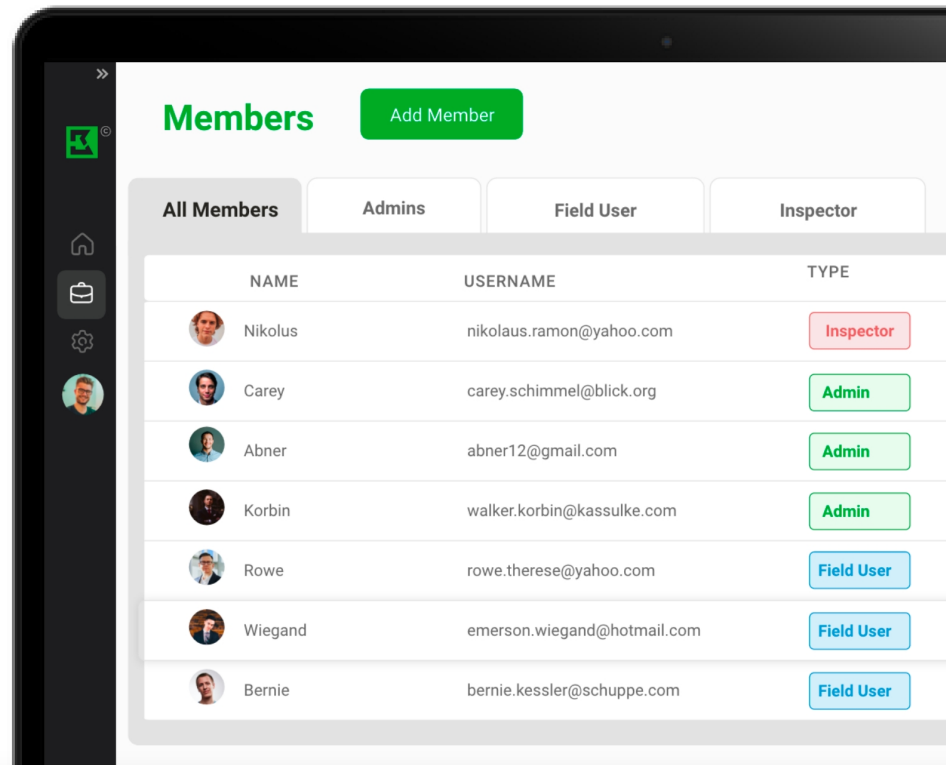 »
©
Members
Add Member
All Members Admins Field User Inspector
NAME USERNAME TYPE
Nikolus nikolaus.ramon@yahoo.com Inspector
Carey carey.schimmel@blick.org Admin
Abner abner12@gmail.com Admin
Korbin walker.korbin@kassulke.com Admin
Rowe rowe.therese@yahoo.com Field User
Wiegand emerson.wiegand@hotmail.com Field User
Bernie bernie.kessler@schuppe.com Field User